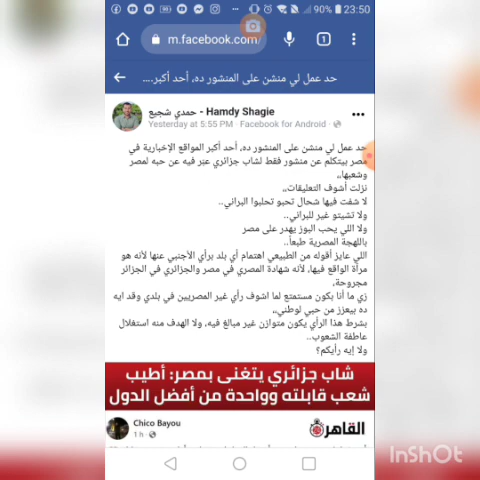 90% 23:50
m.facebook.com/
1
حد عمل لي منشن على المنشور ده، أحد أكبر....
حمدي شجيع - Hamdy Shagie
Yesterday at 5:55 PM · Facebook for Android ·
حد عمل لي منشن على المنشور ده، أحد أكبر المواقع الإخبارية في
مصر بيتكلم عن منشور فقط لشاب جزائري عبّر فيه عن حبه لمصر
وشعبها،،
نزلت أشوف التعليقات،،
لا شفت فيها شحال تحبو تحلبوا البراني..
ولا تشيتو غير للبراني..
ولا اللي يحب البوز يهدر على مصر
باللهجة المصرية طبعاً..
اللي عايز أقوله من الطبيعي اهتمام أي بلد برأي الأجنبي عنها لأنه هو
مرآة الواقع فيها، لأنه شهادة المصري في مصر والجزائري في الجزائر
مجروحة،
زي ما أنا بكون مستمتع لما اشوف رأي غير المصريين في بلدي وقد ايه
ده بيعزز من حبي لوطني،،
بشرط هذا الرأي يكون متوازن غير مبالغ فيه، ولا الهدف منه استغلال
عاطفة الشعوب..
ولا إيه رأيكم؟
شاب جزائري يتغنى بمصر: أطيب
شعب قابلته وواحدة من أفضل الدول
Chico Bayou
1 h ·
القاهرة
InShOt